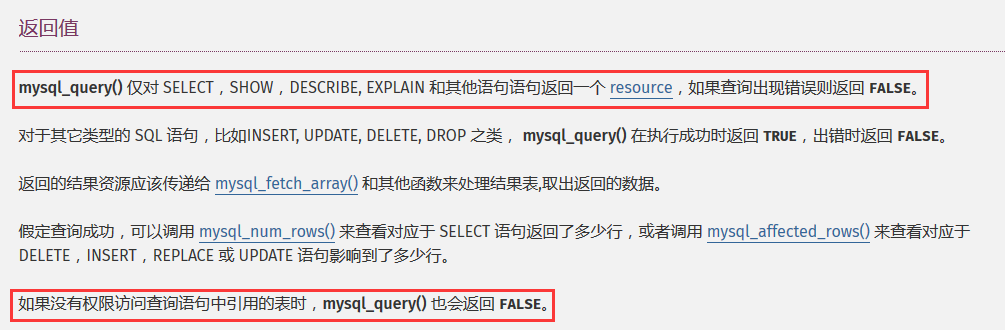 返回值
mysql_query() 仅对 SELECT，SHOW，DESCRIBE, EXPLAIN 和其他语句语句返回一个 resource，如果查询出现错误则返回 FALSE。
对于其它类型的 SQL 语句，比如INSERT, UPDATE, DELETE, DROP 之类， mysql_query() 在执行成功时返回 TRUE，出错时返回 FALSE。
返回的结果资源应该传递给 mysql_fetch_array() 和其他函数来处理结果表,取出返回的数据。
假定查询成功，可以调用 mysql_num_rows() 来查看对应于 SELECT 语句返回了多少行，或者调用 mysql_affected_rows() 来查看对应于
DELETE，INSERT，REPLACE 或 UPDATE 语句影响到了多少行。
如果没有权限访问查询语句中引用的表时，mysql_query() 也会返回 FALSE。